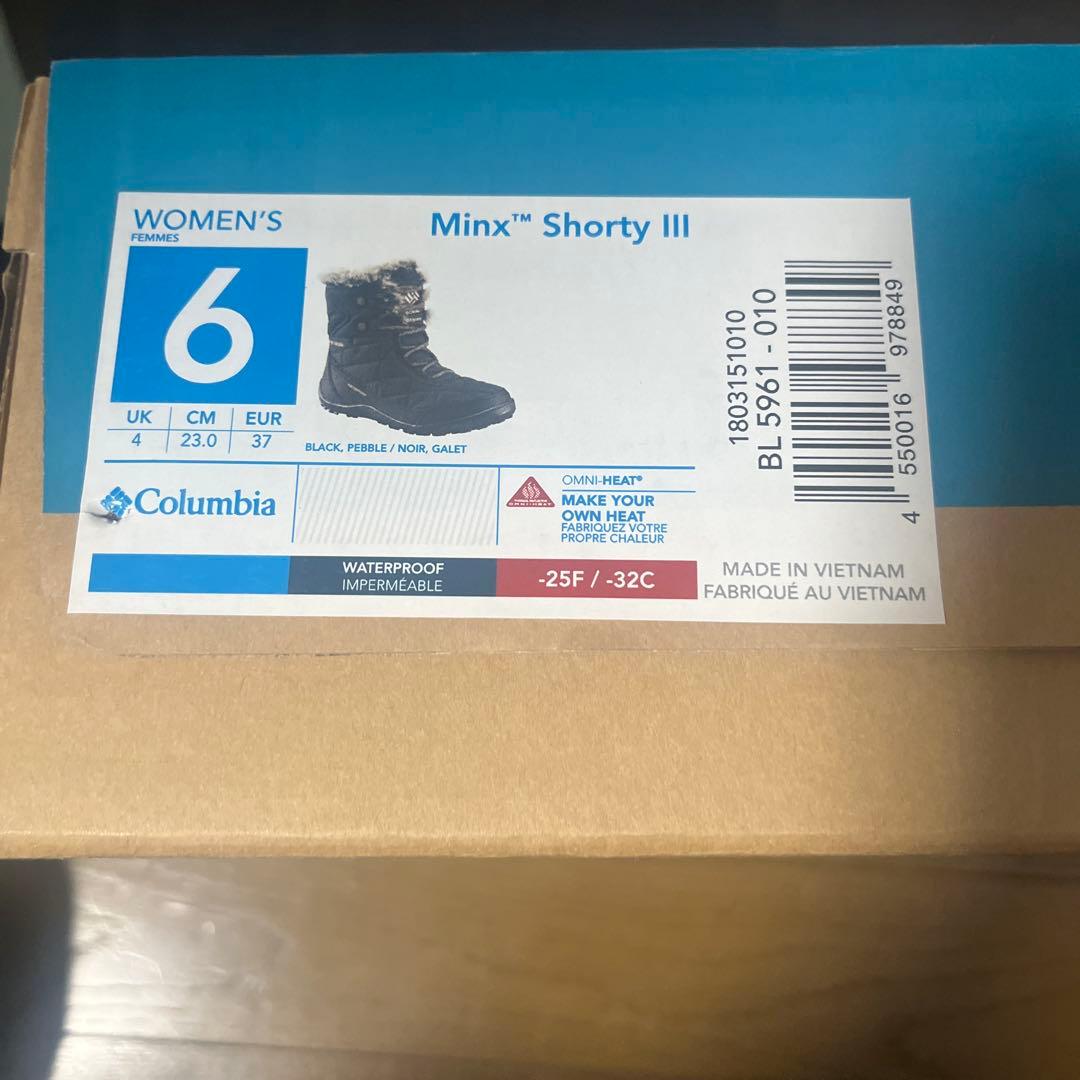 WOMEN'S
FEMMES
6
UK CM EUR
4 23.0 37
Minx™ Shorty III
BLACK, PEBBLE / NOIR, GALET
1803151010
BL 5961 - 010
4 550016 978849
Columbia
OMNI-HEAT®
MAKE YOUR
OWN HEAT
FABRIQUEZ VOTRE
PROPRE CHALEUR
WATERPROOF
IMPERMÉABLE
-25F / -32C
MADE IN VIETNAM
FABRIQUÉ AU VIETNAM